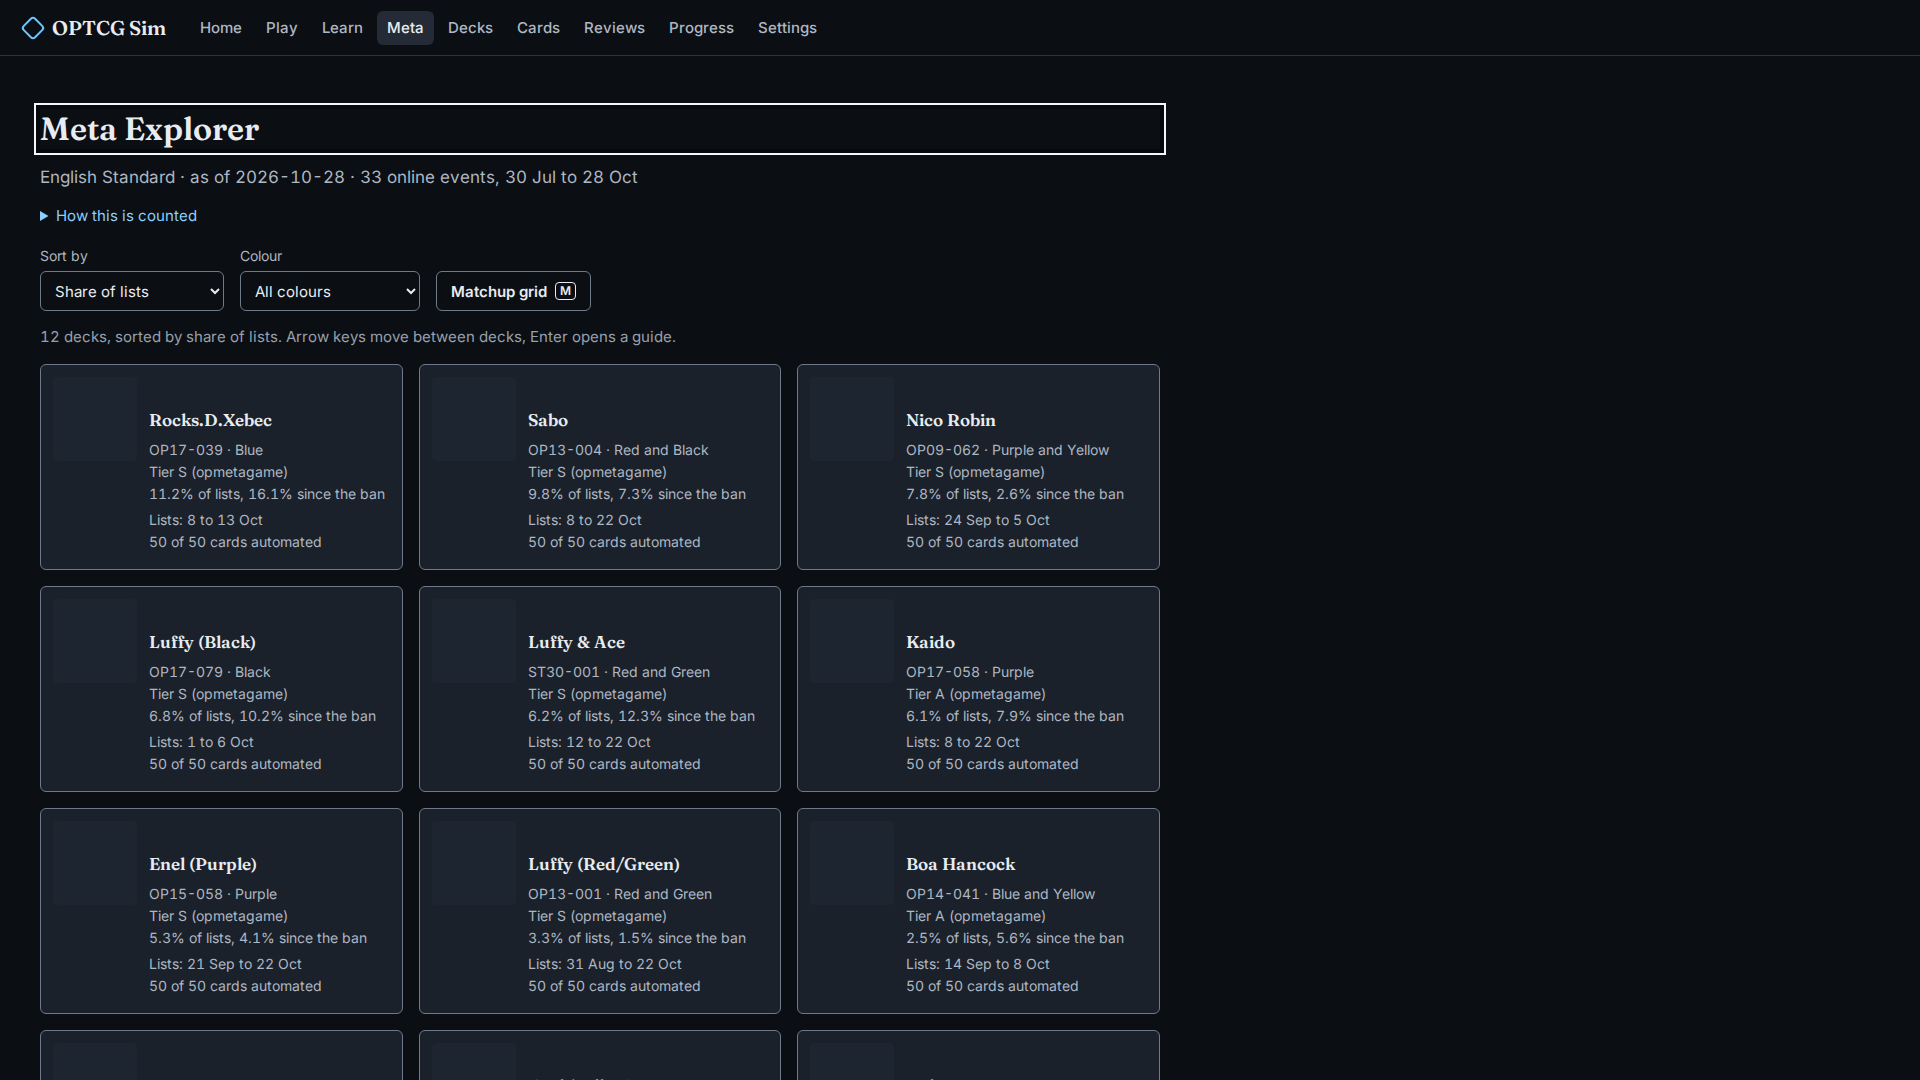 OPTCG Sim Home Play Learn Meta Decks Cards Reviews Progress Settings
Meta Explorer
English Standard · as of 2026-10-28 · 33 online events, 30 Jul to 28 Oct
How this is counted
Sort by Colour
Share of lists All colours Matchup grid M
12 decks, sorted by share of lists. Arrow keys move between decks, Enter opens a guide.
Rocks.D.Xebec
OP17-039 · Blue
Tier S (opmetagame)
11.2% of lists, 16.1% since the ban
Lists: 8 to 13 Oct
50 of 50 cards automated
Sabo
OP13-004 · Red and Black
Tier S (opmetagame)
9.8% of lists, 7.3% since the ban
Lists: 8 to 22 Oct
50 of 50 cards automated
Nico Robin
OP09-062 · Purple and Yellow
Tier S (opmetagame)
7.8% of lists, 2.6% since the ban
Lists: 24 Sep to 5 Oct
50 of 50 cards automated
Luffy (Black)
OP17-079 · Black
Tier S (opmetagame)
6.8% of lists, 10.2% since the ban
Lists: 1 to 6 Oct
50 of 50 cards automated
Luffy & Ace
ST30-001 · Red and Green
Tier S (opmetagame)
6.2% of lists, 12.3% since the ban
Lists: 12 to 22 Oct
50 of 50 cards automated
Kaido
OP17-058 · Purple
Tier A (opmetagame)
6.1% of lists, 7.9% since the ban
Lists: 8 to 22 Oct
50 of 50 cards automated
Enel (Purple)
OP15-058 · Purple
Tier S (opmetagame)
5.3% of lists, 4.1% since the ban
Lists: 21 Sep to 22 Oct
50 of 50 cards automated
Luffy (Red/Green)
OP13-001 · Red and Green
Tier S (opmetagame)
3.3% of lists, 1.5% since the ban
Lists: 31 Aug to 22 Oct
50 of 50 cards automated
Boa Hancock
OP14-041 · Blue and Yellow
Tier A (opmetagame)
2.5% of lists, 5.6% since the ban
Lists: 14 Sep to 8 Oct
50 of 50 cards automated